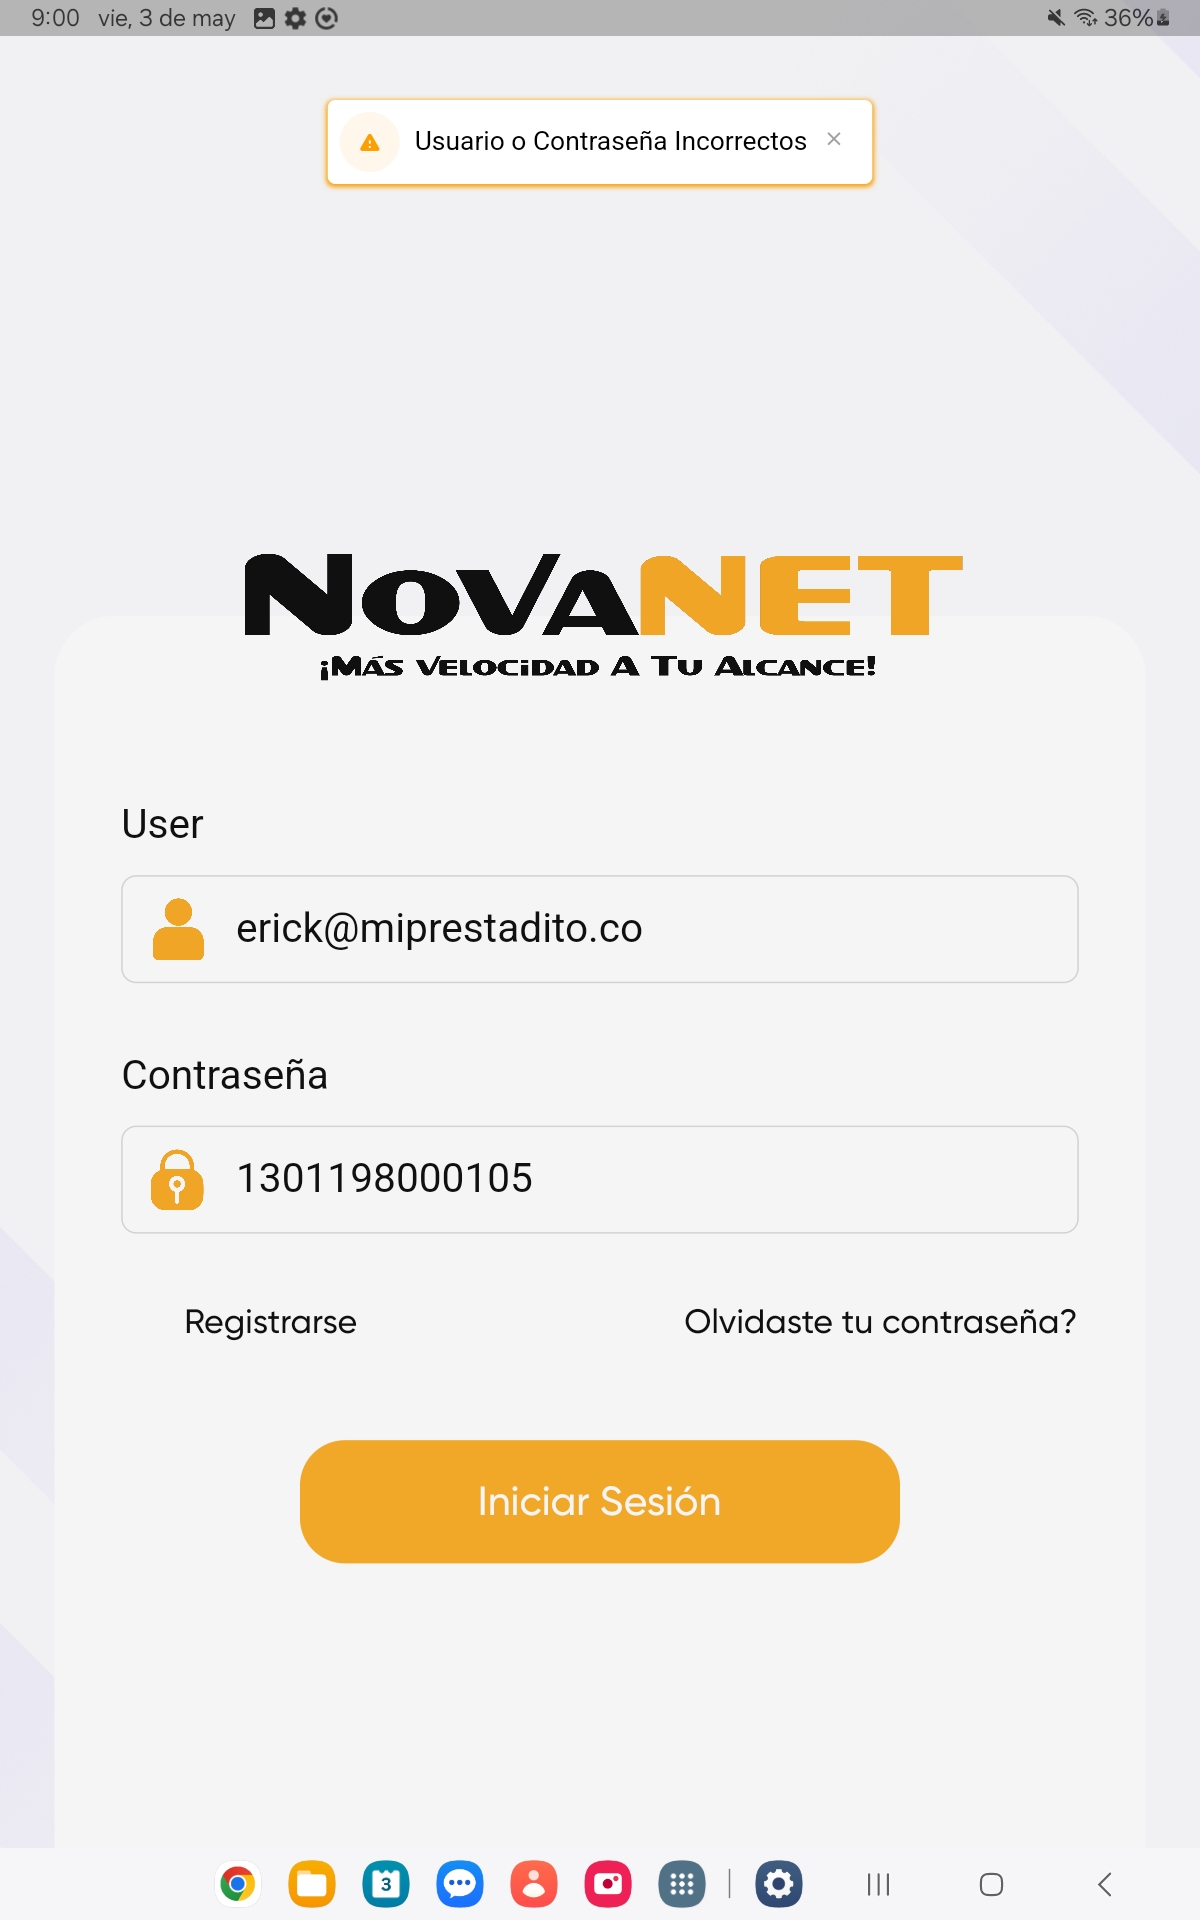 9:00 vie, 3 de may 36%
Usuario o Contraseña Incorrectos
NOVANET
¡MÁS VELOCIDAD A TU ALCANCE!
User
erick@miprestadito.co
Contraseña
1301198000105
Registrarse Olvidaste tu contraseña?
Iniciar Sesión
3